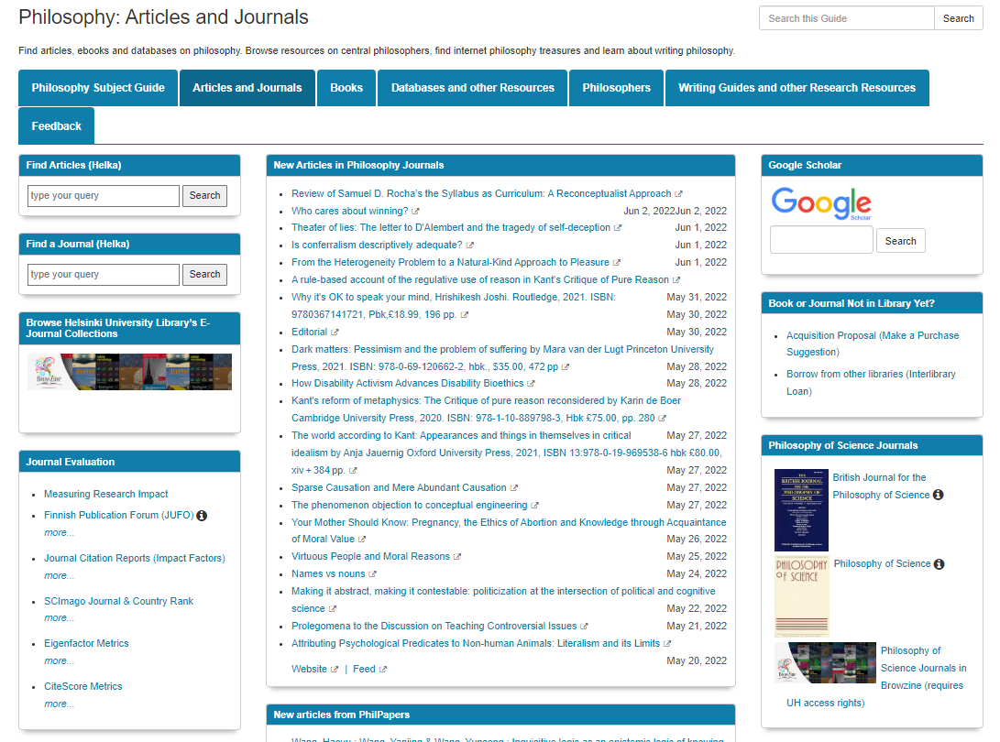 Philosophy: Articles and Journals
Search this Guide
Search
Find articles, ebooks and databases on philosophy. Browse resources on central philosophers, find internet philosophy treasures and learn about writing philosophy.
Philosophy Subject Guide
Articles and Journals
Books
Databases and other Resources
Philosophers
Writing Guides and other Research Resources
Feedback
Find Articles (Helka)
type your query
Search
Find a Journal (Helka)
type your query
Search
Browse Helsinki University Library's E-
Journal Collections
BROWZINE
Journal Evaluation
• Measuring Research Impact
• Finnish Publication Forum (JUFO)
more...
• Journal Citation Reports (Impact Factors)
more...
• SCImago Journal & Country Rank
more...
• Eigenfactor Metrics
more...
• CiteScore Metrics
more...
New Articles in Philosophy Journals
• Review of Samuel D. Rocha's the Syllabus as Curriculum: A Reconceptualist Approach
• Who cares about winning? Jun 2, 2022Jun 2, 2022
• Theater of lies: The letter to D'Alembert and the tragedy of self-deception Jun 1, 2022
• Is conferralism descriptively adequate? Jun 1, 2022
• From the Heterogeneity Problem to a Natural-Kind Approach to Pleasure Jun 1, 2022
• A rule-based account of the regulative use of reason in Kant's Critique of Pure Reason
• Why it's OK to speak your mind, Hrishikesh Joshi. Routledge, 2021. ISBN: May 31, 2022
9780367141721, Pbk,£18.99, 196 pp. May 30, 2022
• Editorial May 30, 2022
• Dark matters: Pessimism and the problem of suffering by Mara van der Lugt Princeton University
Press, 2021. ISBN: 978-0-69-120662-2, hbk., $35.00, 472 pp May 28, 2022
• How Disability Activism Advances Disability Bioethics May 28, 2022
• Kant's reform of metaphysics: The Critique of pure reason reconsidered by Karin de Boer
Cambridge University Press, 2020. ISBN: 978-1-10-889798-3, Hbk £75.00, pp. 280
• The world according to Kant: Appearances and things in themselves in critical May 27, 2022
idealism by Anja Jauernig Oxford University Press, 2021, ISBN 13:978-0-19-969538-6 hbk £80.00,
xiv + 384 pp. May 27, 2022
• Sparse Causation and Mere Abundant Causation May 27, 2022
• The phenomenon objection to conceptual engineering May 27, 2022
• Your Mother Should Know: Pregnancy, the Ethics of Abortion and Knowledge through Acquaintance
of Moral Value May 26, 2022
• Virtuous People and Moral Reasons May 25, 2022
• Names vs nouns May 24, 2022
• Making it abstract, making it contestable: politicization at the intersection of political and cognitive
science May 22, 2022
• Prolegomena to the Discussion on Teaching Controversial Issues May 21, 2022
• Attributing Psychological Predicates to Non-human Animals: Literalism and its Limits
May 20, 2022
Website | Feed
New articles from PhilPapers
Wang, Haoyu ; Wang, Yanjing & Wang, Yunsong : Inquisitive logic as an epistemic logic of knowing
Google Scholar
Google
Scholar
Search
Book or Journal Not in Library Yet?
• Acquisition Proposal (Make a Purchase
Suggestion)
• Borrow from other libraries (Interlibrary
Loan)
Philosophy of Science Journals
THE
BRITISH JOURNAL
FOR THE
PHILOSOPHY OF
SCIENCE
British Journal for the
Philosophy of Science
PHILOSOPHY
OF SCIENCE
Philosophy of Science
Philosophy of
Science Journals in
Browzine (requires
UH access rights)